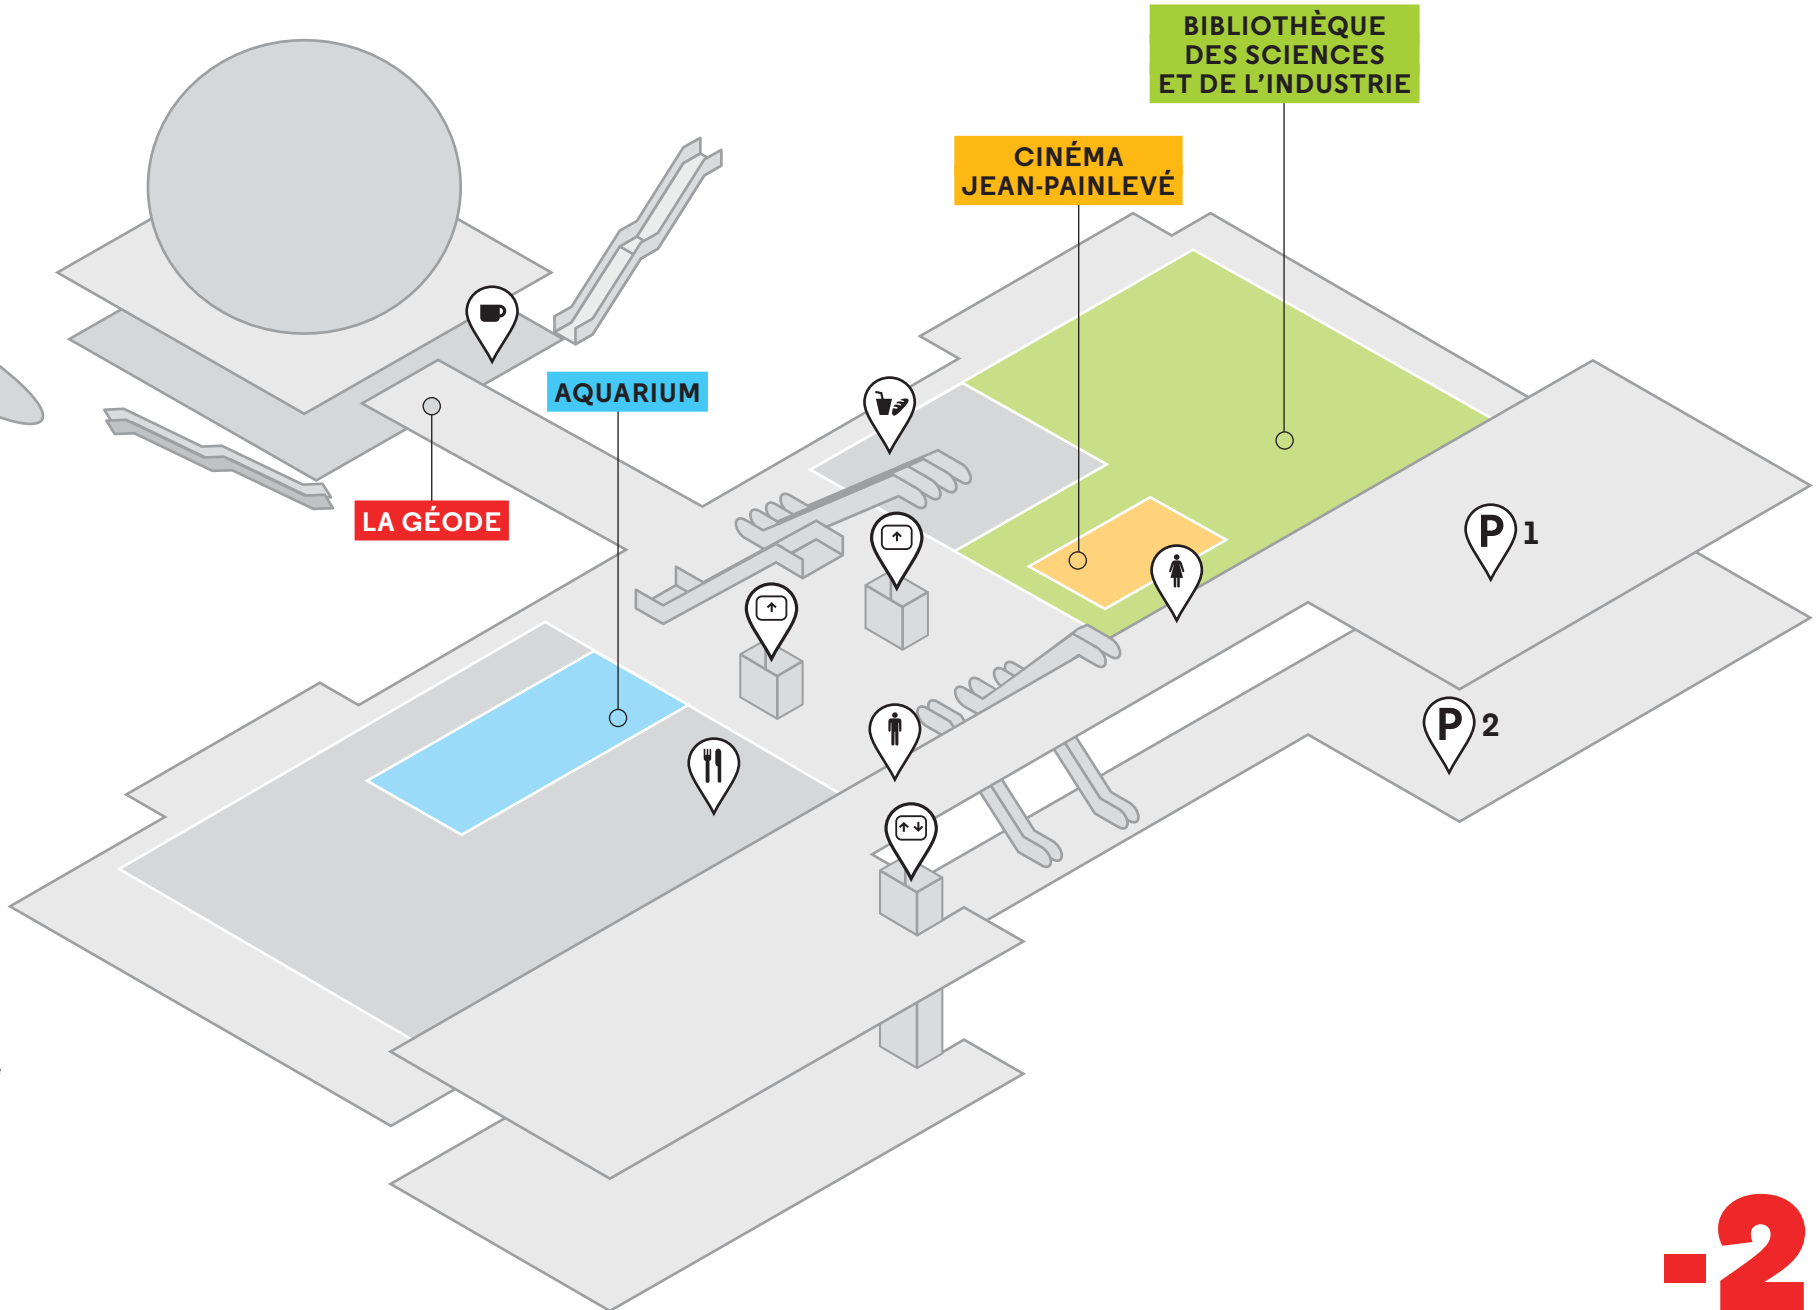 BIBLIOTHÈQUE
DES SCIENCES
ET DE L'INDUSTRIE
CINÉMA
JEAN-PAINLEVÉ
AQUARIUM
LA GÉODE
P 1
P 2
-2